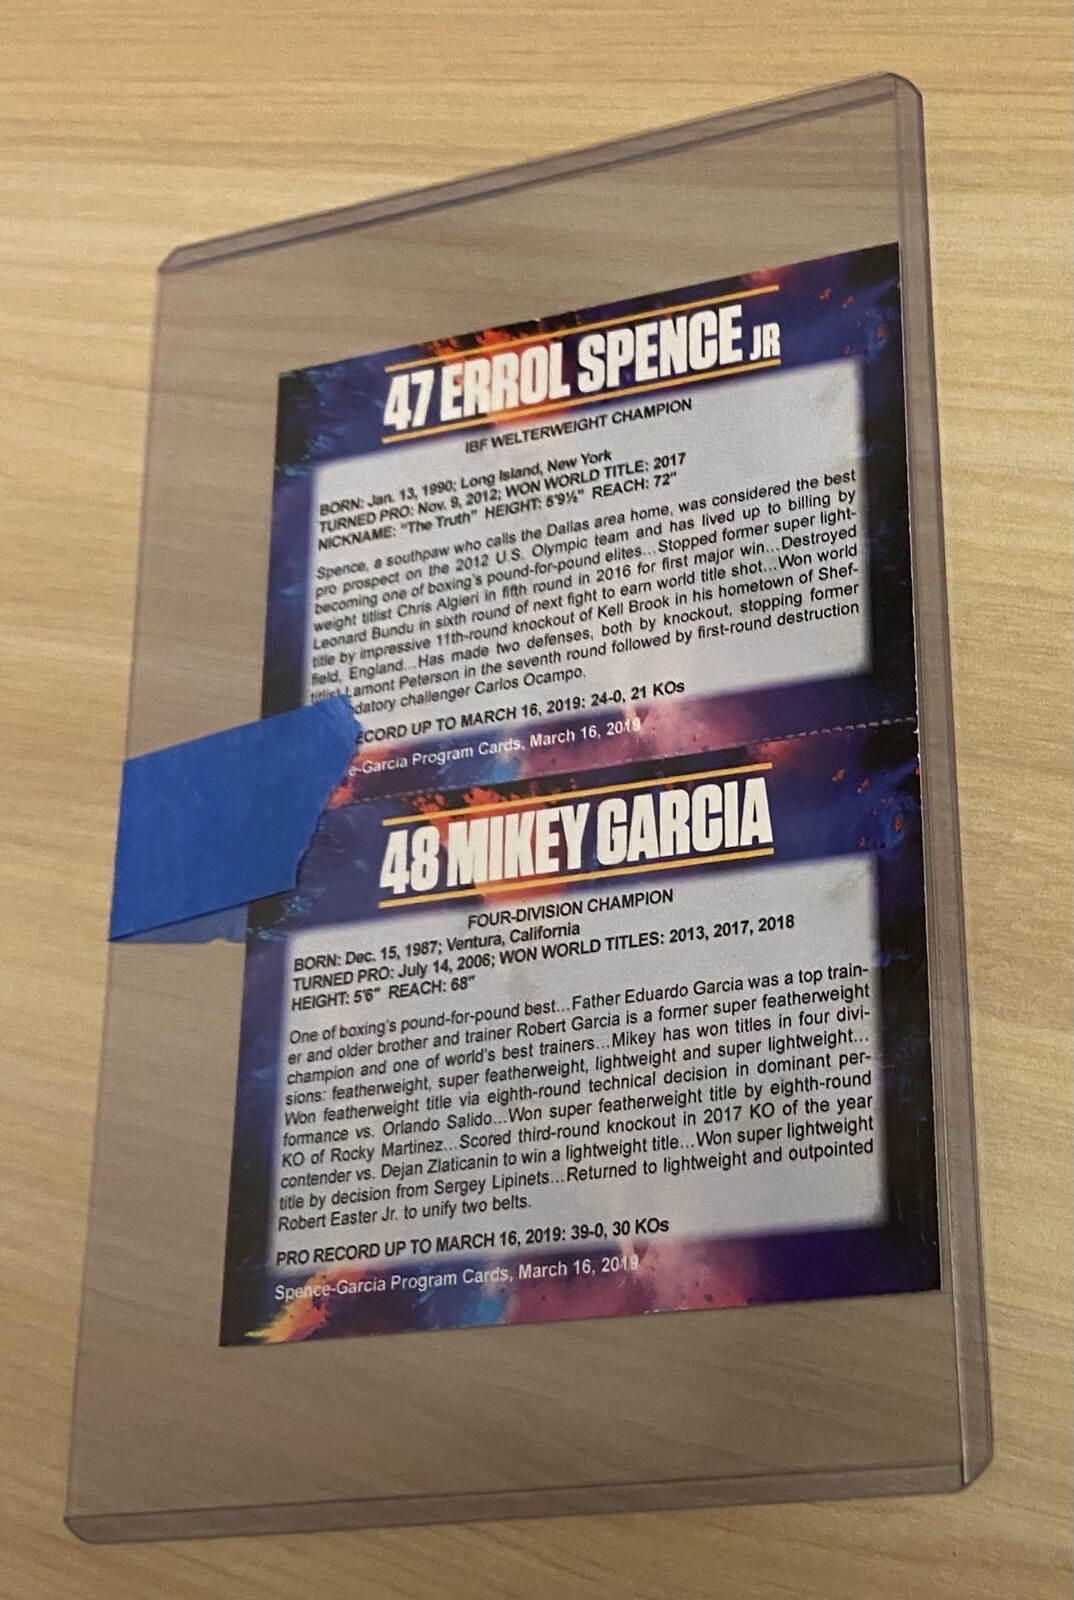 47 ERROL SPENCE JR
IBF WELTERWEIGHT CHAMPION
BORN: Jan. 13, 1990; Long Island, New York
TURNED PRO: Nov. 9, 2012; WON WORLD TITLE: 2017
NICKNAME: "The Truth" HEIGHT: 5'9½" REACH: 72"
Spence, a southpaw who calls the Dallas area home, was considered the best
pro prospect on the 2012 U.S. Olympic team and has lived up to billing by
becoming one of boxing's pound-for-pound elites...Stopped former super light-
weight titlist Chris Algieri in fifth round in 2016 for first major win...Destroyed
Leonard Bundu in sixth round of next fight to earn world title shot...Won world
title by impressive 11th-round knockout of Kell Brook in his hometown of Shef-
field, England...Has made two defenses, both by knockout, stopping former
titlist Lamont Peterson in the seventh round followed by first-round destruction
datory challenger Carlos Ocampo.
ECORD UP TO MARCH 16, 2019: 24-0, 21 KOs
e-Garcia Program Cards, March 16, 2019
48 MIKEY GARCIA
FOUR-DIVISION CHAMPION
BORN: Dec. 15, 1987; Ventura, California
TURNED PRO: July 14, 2006; WON WORLD TITLES: 2013, 2017, 2018
HEIGHT: 5'6" REACH: 68"
One of boxing's pound-for-pound best...Father Eduardo Garcia was a top train-
er and older brother and trainer Robert Garcia is a former super featherweight
champion and one of world's best trainers...Mikey has won titles in four divi-
sions: featherweight, super featherweight, lightweight and super lightweight...
Won featherweight title via eighth-round technical decision in dominant per-
formance vs. Orlando Salido...Won super featherweight title by eighth-round
KO of Rocky Martinez...Scored third-round knockout in 2017 KO of the year
contender vs. Dejan Zlaticanin to win a lightweight title...Won super lightweight
title by decision from Sergey Lipinets...Returned to lightweight and outpointed
Robert Easter Jr. to unify two belts.
PRO RECORD UP TO MARCH 16, 2019: 39-0, 30 KOs
Spence-Garcia Program Cards, March 16, 2019